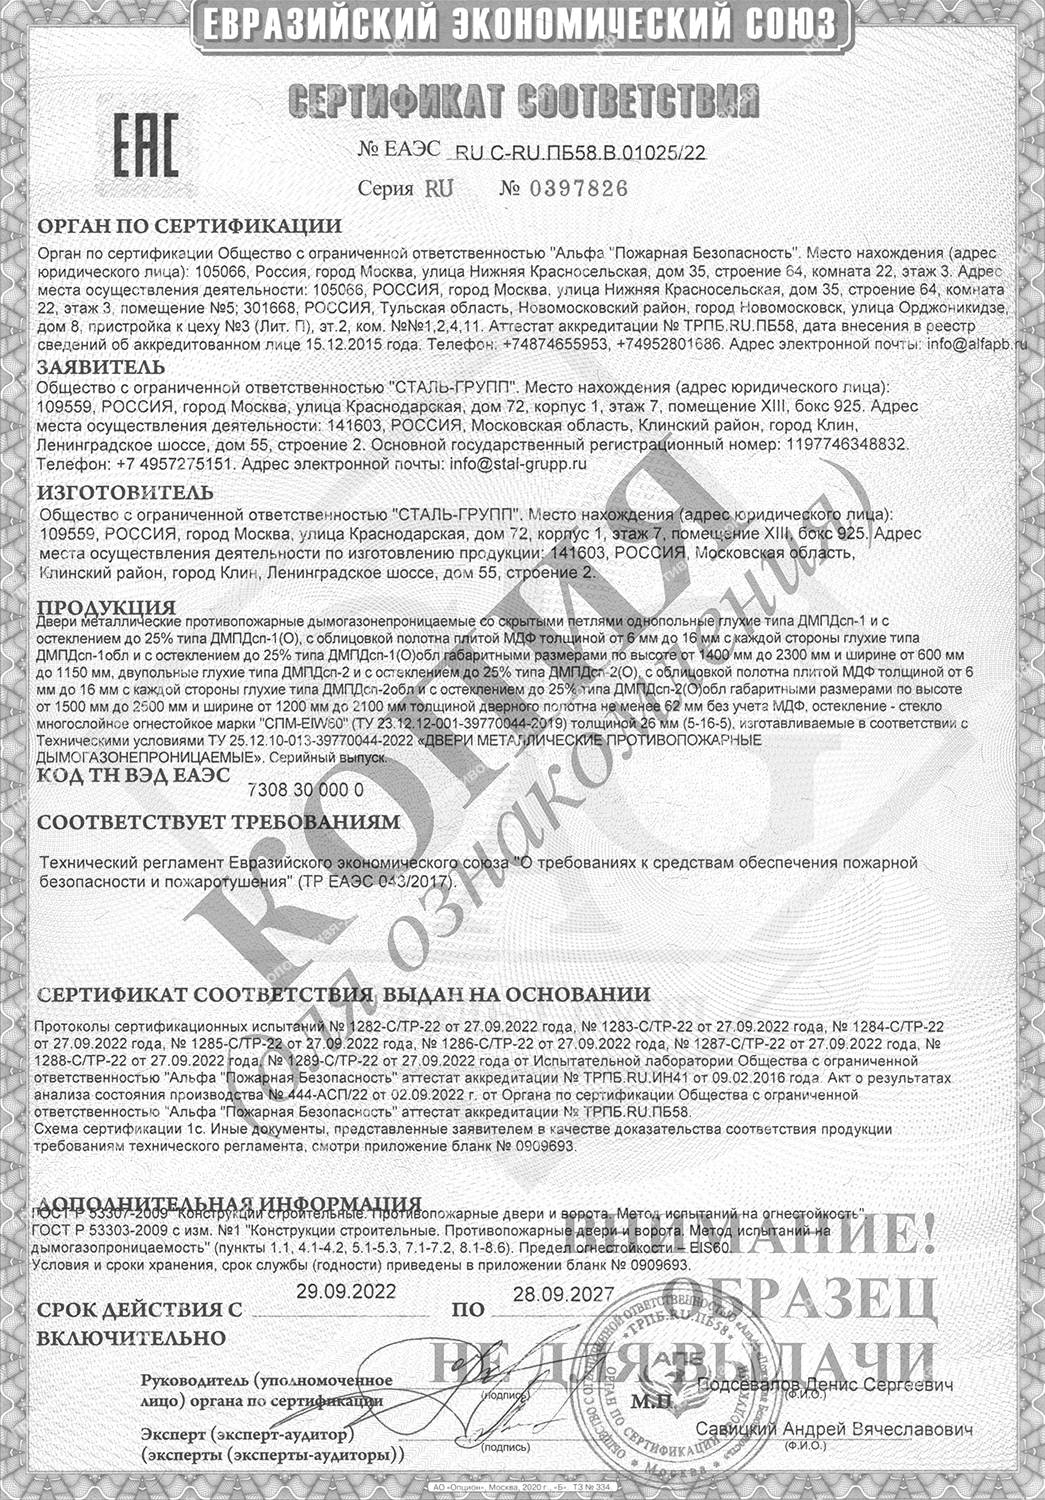 ЕВРАЗИЙСКИЙ ЭКОНОМИЧЕСКИЙ СОЮЗ
ЕАС
СЕРТИФИКАТ СООТВЕТСТВИЯ
№ ЕАЭС RU С-RU.ПБ58.В.01025/22
Серия RU № 0397826
ОРГАН ПО СЕРТИФИКАЦИИ
Орган по сертификации Общество с ограниченной ответственностью "Альфа "Пожарная Безопасность". Место нахождения (адрес
юридического лица): 105066, Россия, город Москва, улица Нижняя Красносельская, дом 35, строение 64, комната 22, этаж 3. Адрес
места осуществления деятельности: 105066, РОССИЯ, город Москва, улица Нижняя Красносельская, дом 35, строение 64, комната
22, этаж 3, помещение №5; 301668, РОССИЯ, Тульская область, Новомосковский район, город Новомосковск, улица Орджоникидзе,
дом 8, пристройка к цеху №3 (Лит. П), эт.2, ком. №№1,2,4,11. Аттестат аккредитации № ТРПБ.RU.ПБ58, дата внесения в реестр
сведений об аккредитованном лице 15.12.2015 года. Телефон: +74874655953, +74952801686. Адрес электронной почты: info@alfapb.ru
ЗАЯВИТЕЛЬ
Общество с ограниченной ответственностью "СТАЛЬ-ГРУПП". Место нахождения (адрес юридического лица):
109559, РОССИЯ, город Москва, улица Краснодарская, дом 72, корпус 1, этаж 7, помещение XIII, бокс 925. Адрес
места осуществления деятельности: 141603, РОССИЯ, Московская область, Клинский район, город Клин,
Ленинградское шоссе, дом 55, строение 2. Основной государственный регистрационный номер: 1197746348832.
Телефон: +7 4957275151. Адрес электронной почты: info@stal-grupp.ru
ИЗГОТОВИТЕЛЬ
Общество с ограниченной ответственностью "СТАЛЬ-ГРУПП". Место нахождения (адрес юридического лица):
109559, РОССИЯ, город Москва, улица Краснодарская, дом 72, корпус 1, этаж 7, помещение XIII, бокс 925. Адрес
места осуществления деятельности по изготовлению продукции: 141603, РОССИЯ, Московская область,
Клинский район, город Клин, Ленинградское шоссе, дом 55, строение 2.
ПРОДУКЦИЯ
Двери металлические противопожарные дымогазонепроницаемые со скрытыми петлями однопольные глухие типа ДМПДсп-1 и с
остеклением до 25% типа ДМПДсп-1(О), с облицовкой полотна плитой МДФ толщиной от 6 мм до 16 мм с каждой стороны глухие типа
ДМПДсп-1обл и с остеклением до 25% типа ДМПДсп-1(О)обл габаритными размерами по высоте от 1400 мм до 2300 мм и ширине от 600 мм
до 1150 мм, двупольные глухие типа ДМПДсп-2 и с остеклением до 25% типа ДМПДсп-2(О), с облицовкой полотна плитой МДФ толщиной от 6
мм до 16 мм с каждой стороны глухие типа ДМПДсп-2обл и с остеклением до 25% типа ДМПДсп-2(О)обл габаритными размерами по высоте
от 1500 мм до 2500 мм и ширине от 1200 мм до 2100 мм толщиной дверного полотна не менее 62 мм без учета МДФ, остекление - стекло
многослойное огнестойкое марки "СПМ-EIW60" (ТУ 23.12.12-001-39770044-2019) толщиной 26 мм (5-16-5), изготавливаемые в соответствии с
Техническими условиями ТУ 25.12.10-013-39770044-2022 «ДВЕРИ МЕТАЛЛИЧЕСКИЕ ПРОТИВОПОЖАРНЫЕ
ДЫМОГАЗОНЕПРОНИЦАЕМЫЕ». Серийный выпуск.
КОД ТН ВЭД ЕАЭС 7308 30 000 0
СООТВЕТСТВУЕТ ТРЕБОВАНИЯМ
Технический регламент Евразийского экономического союза "О требованиях к средствам обеспечения пожарной
безопасности и пожаротушения" (ТР ЕАЭС 043/2017).
КОПИЯ
(для ознакомления)
СЕРТИФИКАТ СООТВЕТСТВИЯ ВЫДАН НА ОСНОВАНИИ
Протоколы сертификационных испытаний № 1282-С/ТР-22 от 27.09.2022 года, № 1283-С/ТР-22 от 27.09.2022 года, № 1284-С/ТР-22
от 27.09.2022 года, № 1285-С/ТР-22 от 27.09.2022 года, № 1286-С/ТР-22 от 27.09.2022 года, № 1287-С/ТР-22 от 27.09.2022 года, №
1288-С/ТР-22 от 27.09.2022 года, № 1289-С/ТР-22 от 27.09.2022 года от Испытательной лаборатории Общества с ограниченной
ответственностью "Альфа "Пожарная Безопасность" аттестат аккредитации № ТРПБ.RU.ИН41 от 09.02.2016 года. Акт о результатах
анализа состояния производства № 444-АСП/22 от 02.09.2022 г. от Органа по сертификации Общества с ограниченной
ответственностью "Альфа "Пожарная Безопасность" аттестат аккредитации № ТРПБ.RU.ПБ58.
Схема сертификации 1с. Иные документы, представленные заявителем в качестве доказательства соответствия продукции
требованиям технического регламента, смотри приложение бланк № 0909693.
ДОПОЛНИТЕЛЬНАЯ ИНФОРМАЦИЯ
ГОСТ Р 53307-2009 "Конструкции строительные. Противопожарные двери и ворота. Метод испытаний на огнестойкость"
ГОСТ Р 53303-2009 с изм. №1 "Конструкции строительные. Противопожарные двери и ворота. Метод испытаний на
дымогазопроницаемость" (пункты 1.1, 4.1-4.2, 5.1-5.3, 7.1-7.2, 8.1-8.6). Предел огнестойкости – EIS60.
Условия и сроки хранения, срок службы (годности) приведены в приложении бланк № 0909693.
ВНИМАНИЕ!
ОБРАЗЕЦ
НЕ ДЛЯ ВЫДАЧИ
СРОК ДЕЙСТВИЯ С 29.09.2022 ПО 28.09.2027
ВКЛЮЧИТЕЛЬНО
Руководитель (уполномоченное
лицо) органа по сертификации
(подпись)
М.П.
Подсевалов Денис Сергеевич
(Ф.И.О.)
Эксперт (эксперт-аудитор)
(эксперты (эксперты-аудиторы))
(подпись)
Савицкий Андрей Вячеславович
(Ф.И.О.)
ТРПБ.RU.ПБ58
АПБ
ОРГАН ПО СЕРТИФИКАЦИИ ПРОДУКЦИИ
Москва
АО «Опцион», Москва, 2020 г., «Б». ТЗ № 334.